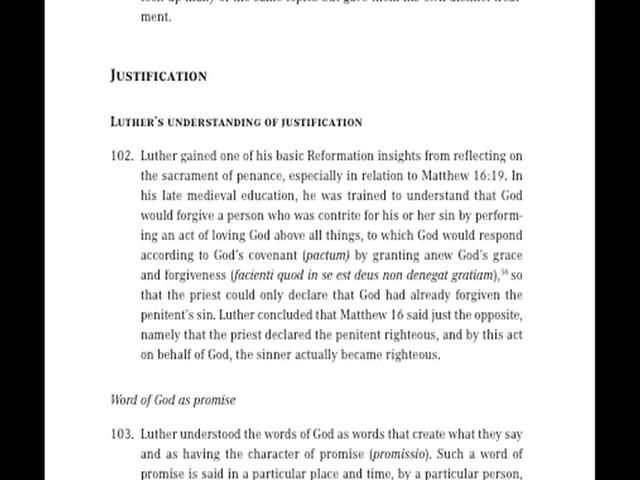 ment.
JUSTIFICATION
LUTHER'S UNDERSTANDING OF JUSTIFICATION
102. Luther gained one of his basic Reformation insights from reflecting on
the sacrament of penance, especially in relation to Matthew 16:19. In
his late medieval education, he was trained to understand that God
would forgive a person who was contrite for his or her sin by perform-
ing an act of loving God above all things, to which God would respond
according to God's covenant (pactum) by granting anew God's grace
and forgiveness (facienti quod in se est deus non denegat gratiam),36 so
that the priest could only declare that God had already forgiven the
penitent's sin. Luther concluded that Matthew 16 said just the opposite,
namely that the priest declared the penitent righteous, and by this act
on behalf of God, the sinner actually became righteous.
Word of God as promise
103. Luther understood the words of God as words that create what they say
and as having the character of promise (promissio). Such a word of
promise is said in a particular place and time, by a particular person,